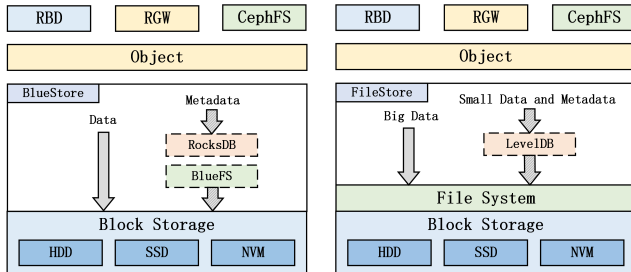 RBD
RGW
CephFS
Object
BlueStore
Metadata
Data
RocksDB
BlueFS
Block Storage
HDD
SSD
NVM
RBD
RGW
CephFS
Object
FileStore
Small Data and Metadata
Big Data
LevelDB
File System
Block Storage
HDD
SSD
NVM